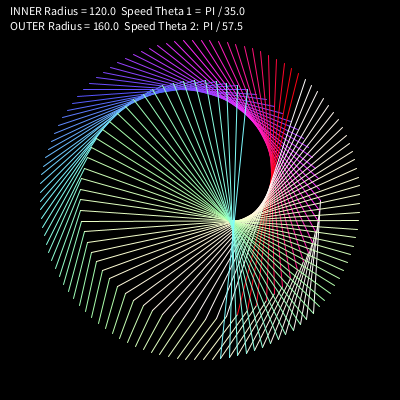 INNER Radius = 120.0  Speed Theta 1 =  PI / 35.0
OUTER Radius = 160.0  Speed Theta 2:  PI / 57.5